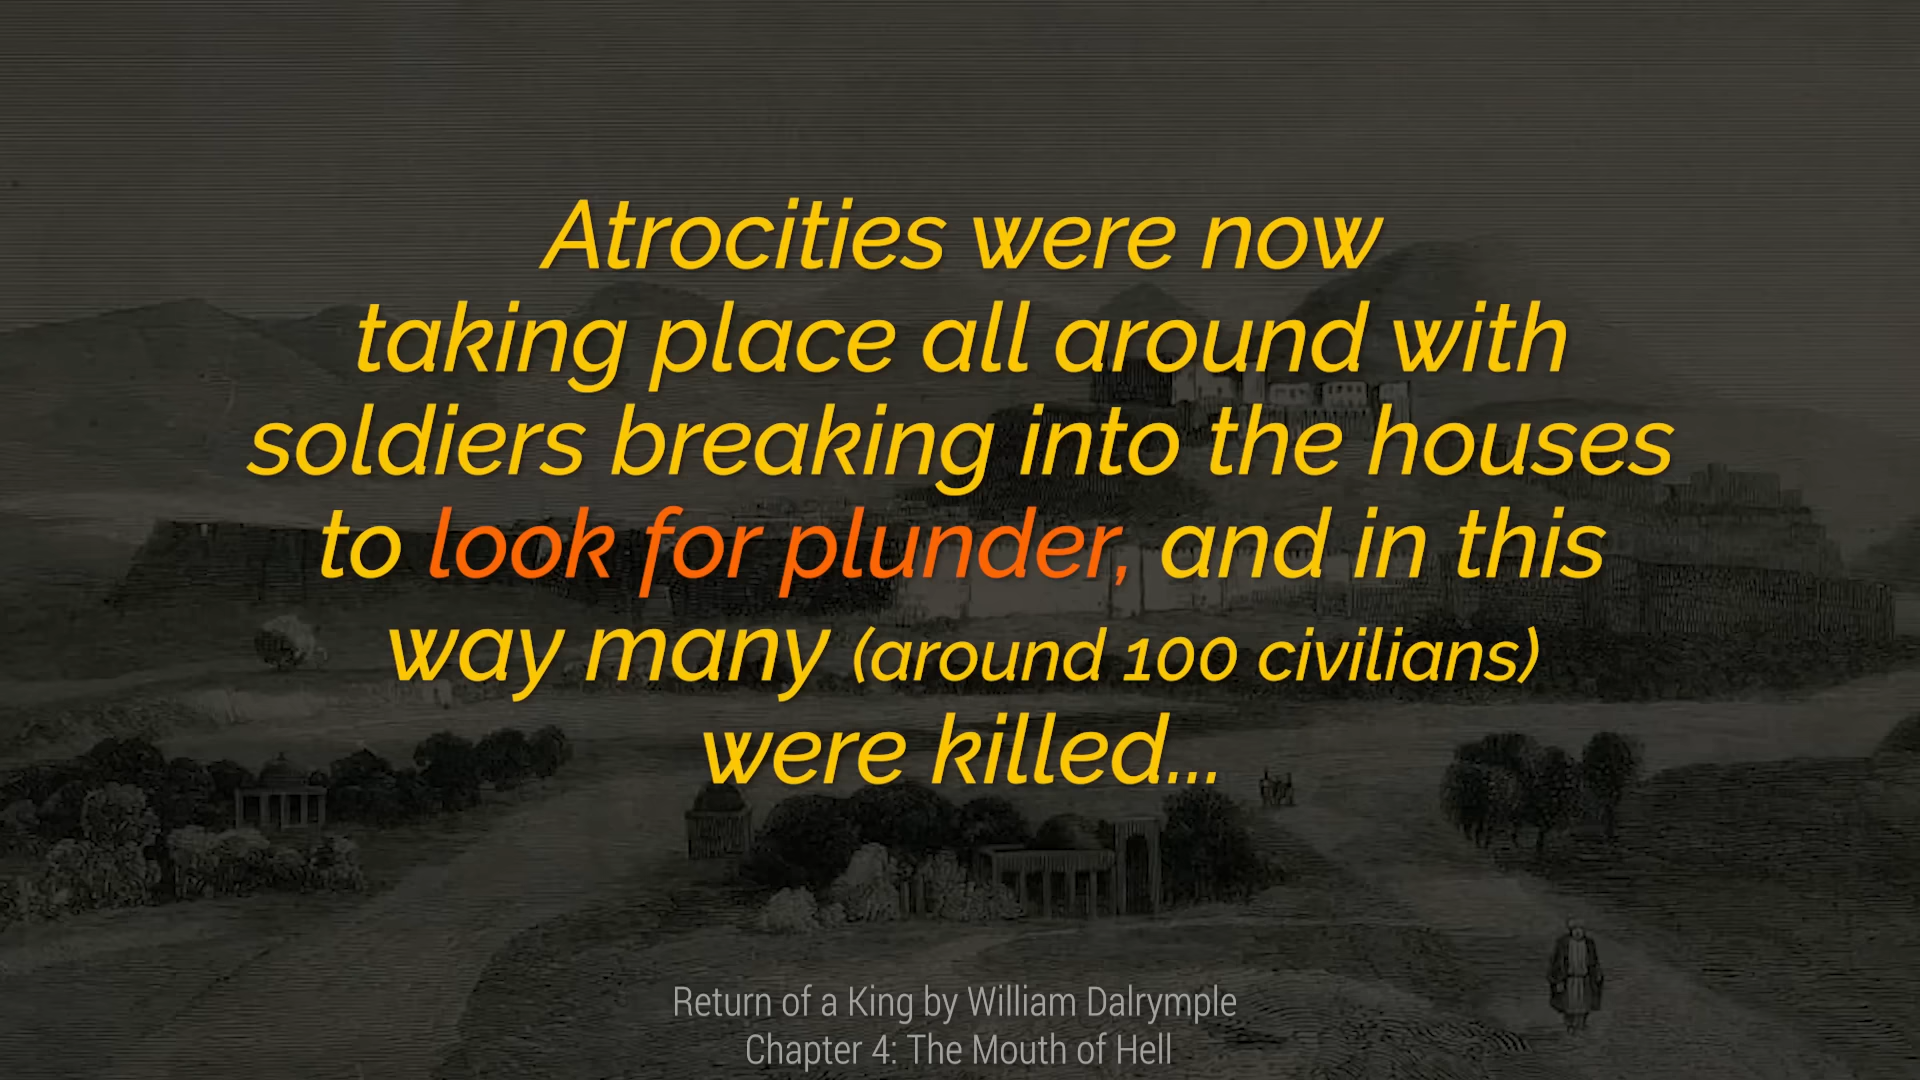 Atrocities were now
taking place all around with
soldiers breaking into the houses
to look for plunder, and in this
way many (around 100 civilians)
were killed...
Return of a King by William Dalrymple
Chapter 4: The Mouth of Hell